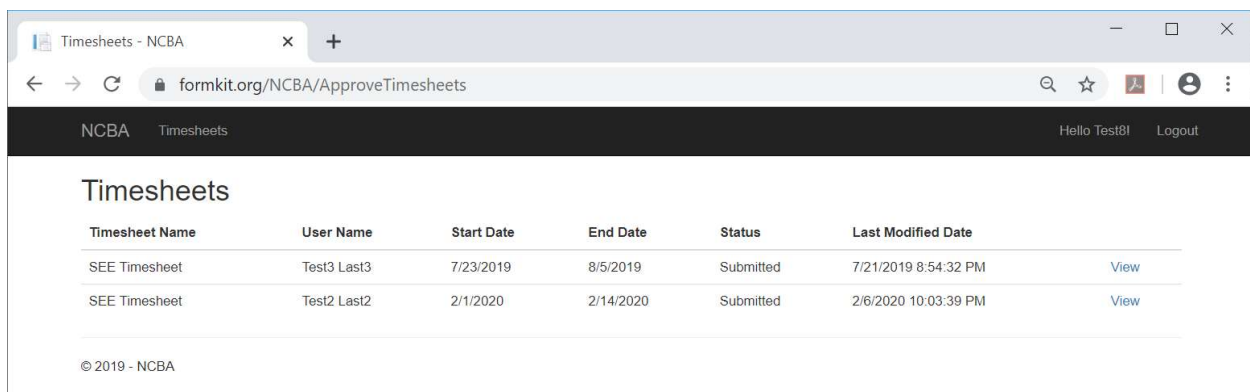 Timesheets - NCBA
formkit.org/NCBA/ApproveTimesheets
NCBA Timesheets Hello Test8! Logout
Timesheets
Timesheet Name User Name Start Date End Date Status Last Modified Date
SEE Timesheet Test3 Last3 7/23/2019 8/5/2019 Submitted 7/21/2019 8:54:32 PM View
SEE Timesheet Test2 Last2 2/1/2020 2/14/2020 Submitted 2/6/2020 10:03:39 PM View
© 2019 - NCBA